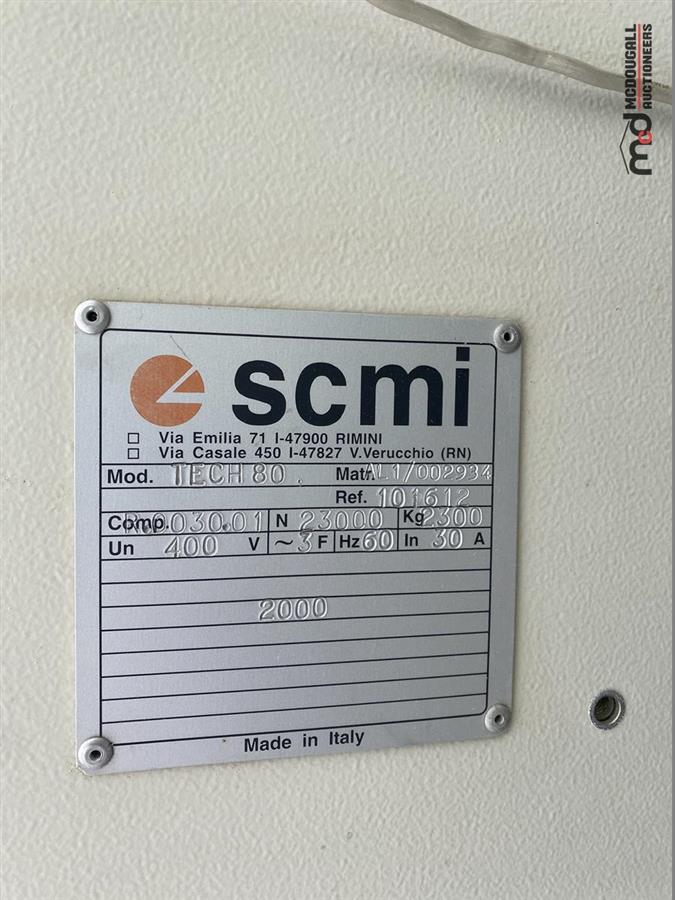 McD MCDOUGALL
AUCTIONEERS
scmi
Via Emilia 71 I-47900 RIMINI
Via Casale 450 I-47827 V.Verucchio (RN)
Mod. TECH 80 . Matr. AL1/002934
Ref. 101612
Comp. R.0030.01 N 23000 Kg 2300
Un 400 V ~ 3 F Hz 60 In 30 A
2000
Made in Italy